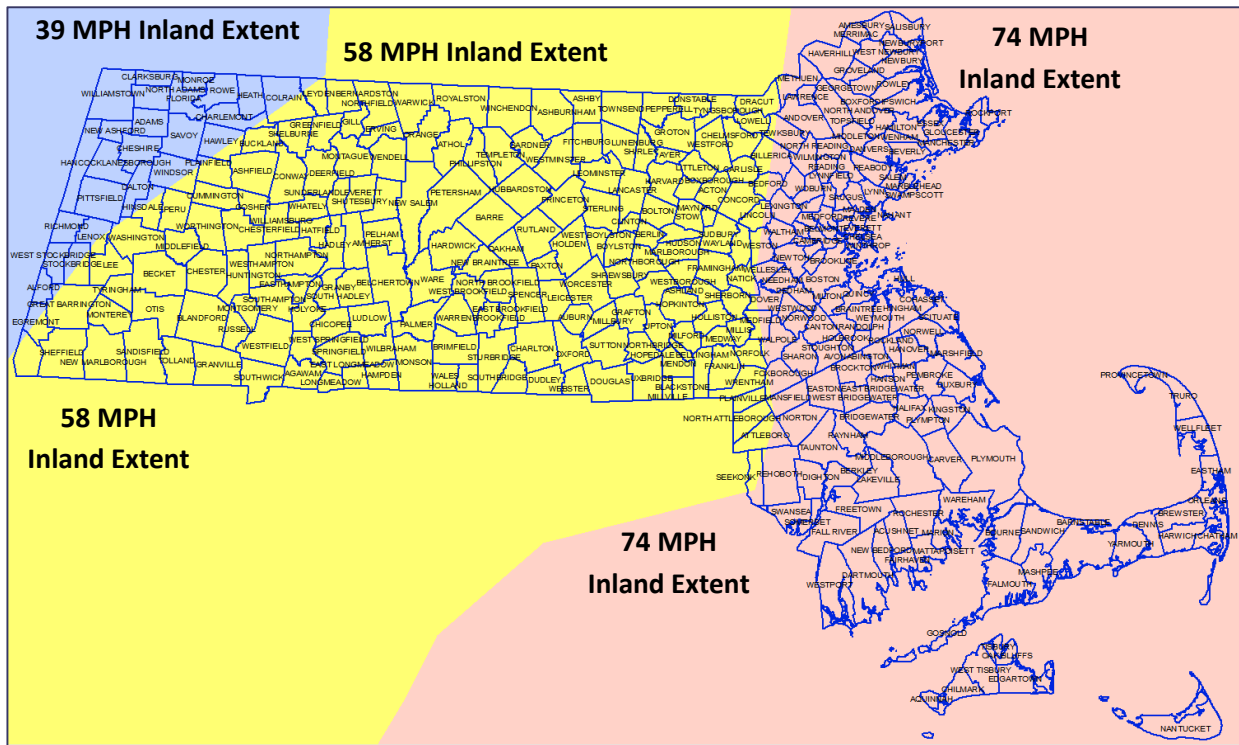 39 MPH Inland Extent
58 MPH Inland Extent
74 MPH
Inland Extent
AMESBURY
SALISBURY
MERRIMAC
NEWBURYPORT
HAVERHILL
WEST NEWBURY
NEWBURY
GROVELAND
METHUEN
ROWLEY
GEORGETOWN
LAWRENCE
BOXFORD
IPSWICH
NORTH ANDOVER
ROCKPORT
ANDOVER
TOPSFIELD
ESSEX
HAMILTON
GLOUCESTER
MIDDLETON
WENHAM
MANCHESTER
CLARKSBURG
MONROE
WILLIAMSTOWN
NORTH ADAMS
ROWE
FLORIDA
HEATH
COLRAIN
LEYDEN
BERNARDSTON
NORTHFIELD
WARWICK
ROYALSTON
WINCHENDON
ASHBY
ASHBURNHAM
TOWNSEND
PEPPERELL
DUNSTABLE
TYNGSBOROUGH
DRACUT
LOWELL
ADAMS
CHARLEMONT
NEW ASHFORD
SAVOY
HAWLEY
GREENFIELD
GILL
ERVING
SHELBURNE
BUCKLAND
ORANGE
ATHOL
GARDNER
FITCHBURG
LUNENBURG
SHIRLEY
AYER
GROTON
CHELMSFORD
WESTFORD
TEWKSBURY
CHESHIRE
HANCOCK
LANESBOROUGH
WINDSOR
PLAINFIELD
ASHFIELD
CONWAY
DEERFIELD
MONTAGUE
WENDELL
TEMPLETON
WESTMINSTER
PHILLIPSTON
LEOMINSTER
LITTLETON
CARLISLE
BILLERICA
NORTH READING
WILMINGTON
DANVERS
BEVERLY
READING
PEABODY
LYNNFIELD
SALEM
DALTON
PITTSFIELD
HINSDALE
PERU
CUMMINGTON
GOSHEN
SUNDERLAND
LEVERETT
SHUTESBURY
WHATELY
NEW SALEM
PETERSHAM
HUBBARDSTON
PRINCETON
LANCASTER
HARVARD
BOXBOROUGH
ACTON
BEDFORD
WOBURN
LYNN
MARBLEHEAD
SWAMPSCOTT
SAUGUS
CONCORD
MAYNARD
STOW
BOLTON
STERLING
CLINTON
LEXINGTON
LINCOLN
MEDFORD
REVERE
NAHANT
RICHMOND
LENOX
WASHINGTON
WORTHINGTON
WILLIAMSBURG
CHESTERFIELD
HATFIELD
MIDDLEFIELD
PELHAM
HADLEY
AMHERST
BARRE
RUTLAND
HARDWICK
OAKHAM
HOLDEN
WEST BOYLSTON
BERLIN
BOYLSTON
HUDSON
SUDBURY
WAYLAND
WESTON
WALTHAM
EVERETT
WINTHROP
CAMBRIDGE
NEWTON
BROOKLINE
WEST STOCKBRIDGE
STOCKBRIDGE
LEE
BECKET
CHESTER
WESTHAMPTON
NORTHAMPTON
HUNTINGTON
EASTHAMPTON
GRANBY
BELCHERTOWN
WARE
NEW BRAINTREE
PAXTON
MARLBOROUGH
NORTHBOROUGH
SHREWSBURY
WORCESTER
WESTBOROUGH
FRAMINGHAM
NATICK
WELLESLEY
NEEDHAM
BOSTON
HULL
ALFORD
TYRINGHAM
GREAT BARRINGTON
MONTEREY
OTIS
BLANDFORD
MONTGOMERY
SOUTHAMPTON
SOUTH HADLEY
HOLYOKE
RUSSELL
CHICOPEE
LUDLOW
PALMER
WARREN
WEST BROOKFIELD
NORTH BROOKFIELD
EAST BROOKFIELD
BROOKFIELD
SPENCER
LEICESTER
AUBURN
MILLBURY
GRAFTON
UPTON
HOPKINTON
ASHLAND
SHERBORN
HOLLISTON
DOVER
DEDHAM
MILTON
QUINCY
COHASSET
HINGHAM
SCITUATE
WEYMOUTH
BRAINTREE
WESTWOOD
NORWOOD
MEDFIELD
CANTON
RANDOLPH
NORWELL
EGREMONT
SHEFFIELD
NEW MARLBOROUGH
SANDISFIELD
TOLLAND
GRANVILLE
WESTFIELD
SOUTHWICK
WEST SPRINGFIELD
SPRINGFIELD
AGAWAM
EAST LONGMEADOW
LONGMEADOW
WILBRAHAM
HAMPDEN
MONSON
BRIMFIELD
WALES
HOLLAND
STURBRIDGE
SOUTHBRIDGE
CHARLTON
DUDLEY
OXFORD
WEBSTER
SUTTON
DOUGLAS
NORTHBRIDGE
UXBRIDGE
HOPEDALE
MENDON
MILFORD
BELLINGHAM
MEDWAY
MILLIS
FRANKLIN
NORFOLK
WRENTHAM
BLACKSTONE
MILLVILLE
PLAINVILLE
WALPOLE
SHARON
STOUGHTON
HOLBROOK
AVON
ABINGTON
ROCKLAND
HANOVER
MARSHFIELD
BROCKTON
WHITMAN
HANSON
PEMBROKE
DUXBURY
FOXBOROUGH
MANSFIELD
EASTON
EAST BRIDGEWATER
WEST BRIDGEWATER
BRIDGEWATER
HALIFAX
KINGSTON
PLYMPTON
NORTH ATTLEBOROUGH
NORTON
ATTLEBORO
TAUNTON
RAYNHAM
MIDDLEBOROUGH
CARVER
PLYMOUTH
PROVINCETOWN
TRURO
WELLFLEET
EASTHAM
ORLEANS
BREWSTER
58 MPH
Inland Extent
SEEKONK
REHOBOTH
DIGHTON
BERKLEY
LAKEVILLE
WAREHAM
SWANSEA
SOMERSET
FREETOWN
ROCHESTER
FALL RIVER
ACUSHNET
MARION
BOURNE
SANDWICH
BARNSTABLE
DENNIS
YARMOUTH
HARWICH
CHATHAM
74 MPH
Inland Extent
NEW BEDFORD
MATTAPOISETT
FAIRHAVEN
DARTMOUTH
WESTPORT
MASHPEE
FALMOUTH
GOSNOLD
TISBURY
OAK BLUFFS
WEST TISBURY
EDGARTOWN
CHILMARK
AQUINNAH
NANTUCKET